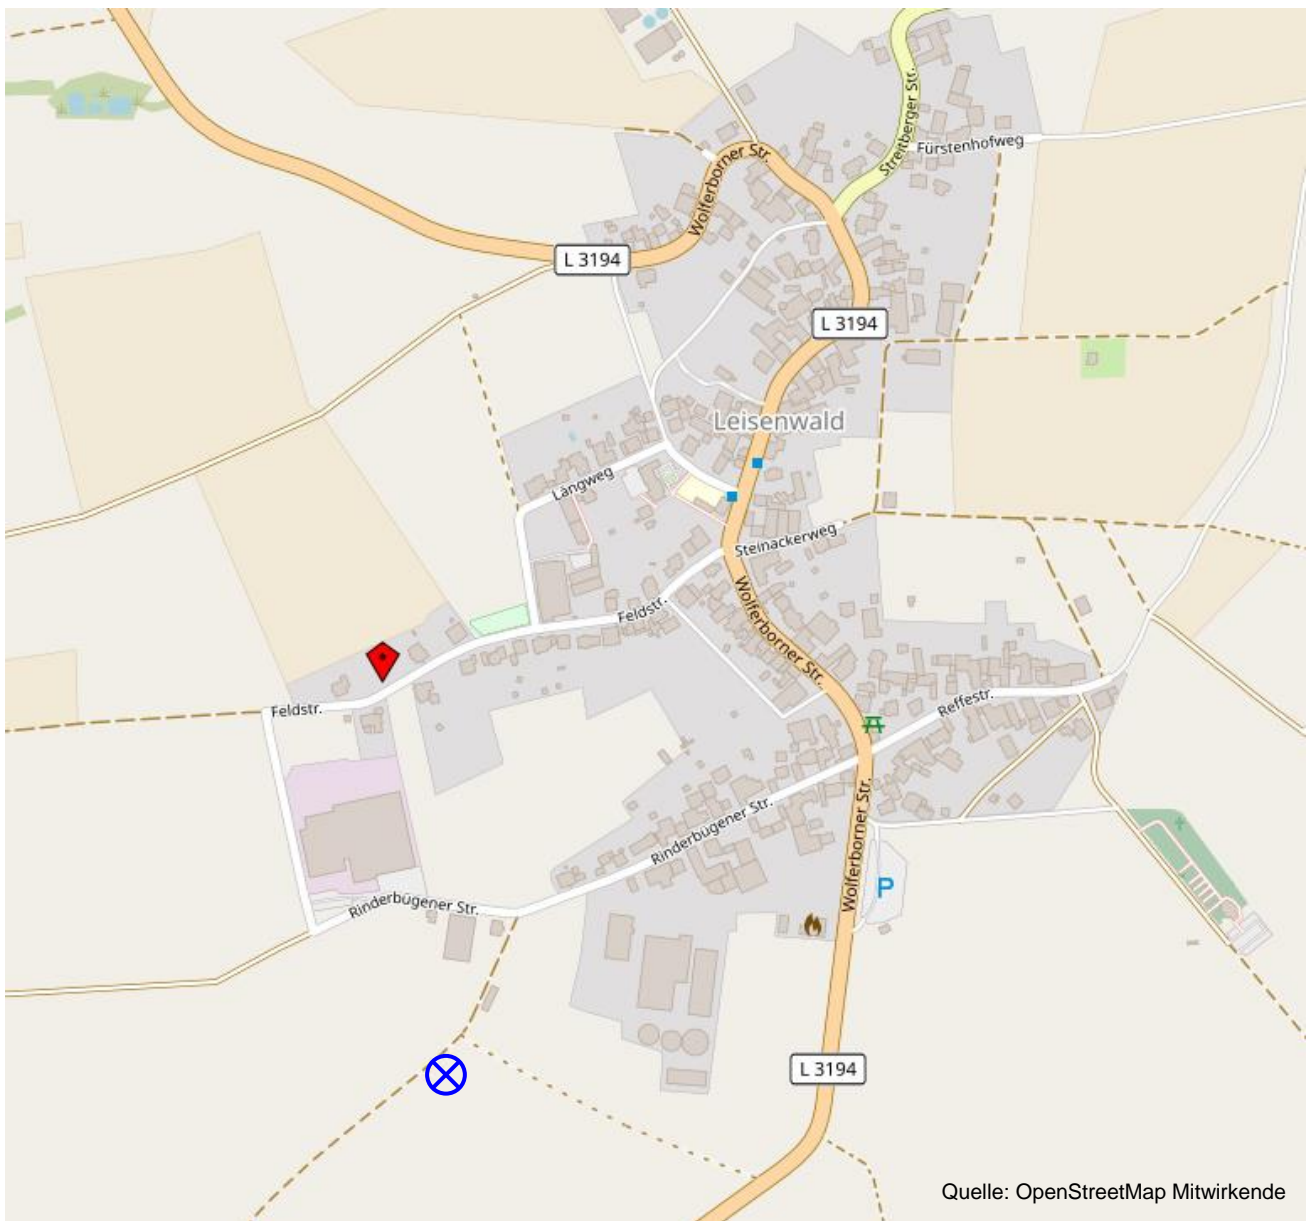 Wolferborner Str.
Streitberger Str.
Fürstenhofweg
L 3194
L 3194
Leisenwald
Längweg
Steinackerweg
Feldstr.
Wolferborner Str.
Feldstr.
Reffestr.
Rinderbügener Str.
Wolferborner Str.
P
Rinderbügener Str.
L 3194
Quelle: OpenStreetMap Mitwirkende